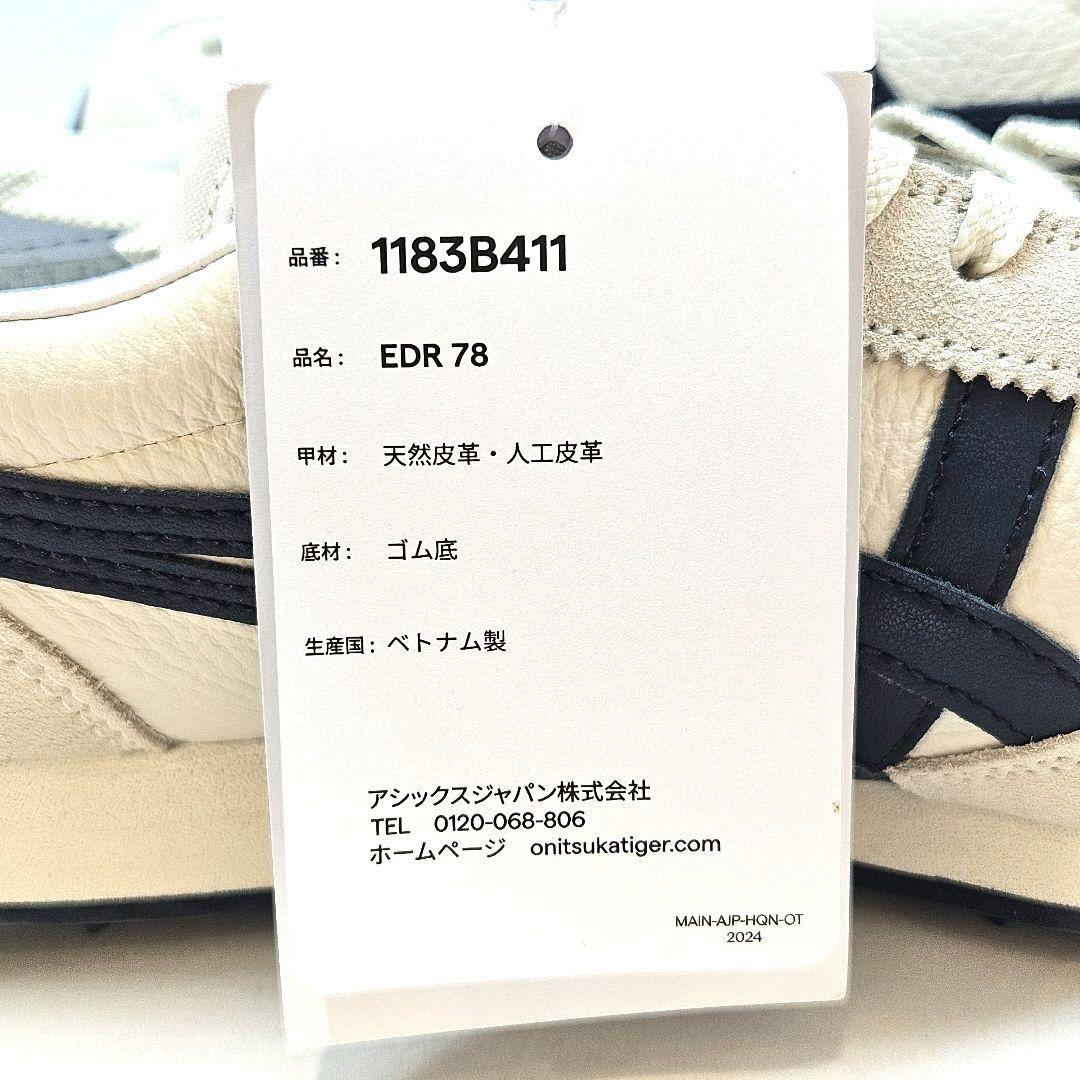 品番： 1183B411
品名： EDR 78
甲材： 天然皮革・人工皮革
底材： ゴム底
生産国： ベトナム製
アシックスジャパン株式会社
TEL 0120-068-806
ホームページ onitsukatiger.com
MAIN-AJP-HQN-OT
2024